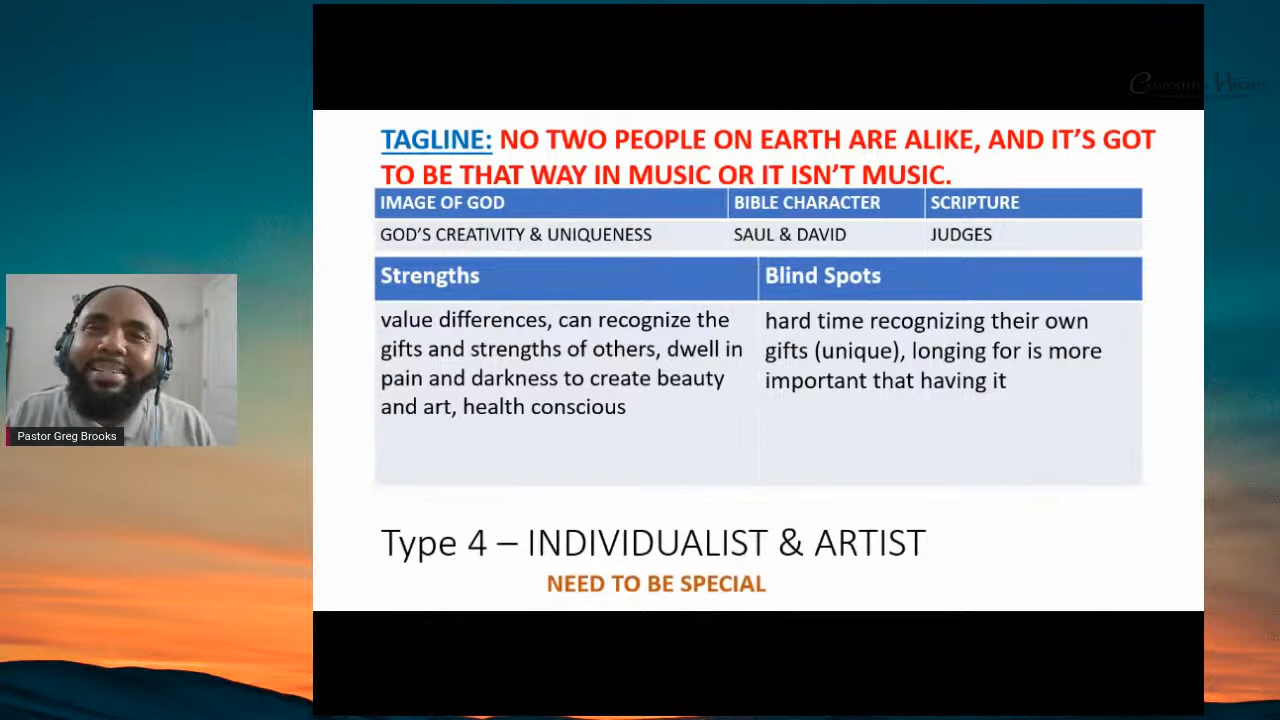 TAGLINE: NO TWO PEOPLE ON EARTH ARE ALIKE, AND IT’S GOT
TO BE THAT WAY IN MUSIC OR IT ISN’T MUSIC.
IMAGE OF GOD BIBLE CHARACTER SCRIPTURE
GOD’S CREATIVITY & UNIQUENESS SAUL & DAVID JUDGES
Strengths
value differences, can recognize the
gifts and strengths of others, dwell in
pain and darkness to create beauty
and art, health conscious
Blind Spots
hard time recognizing their own
gifts (unique), longing for is more
important that having it
Type 4 – INDIVIDUALIST & ARTIST
NEED TO BE SPECIAL
Pastor Greg Brooks